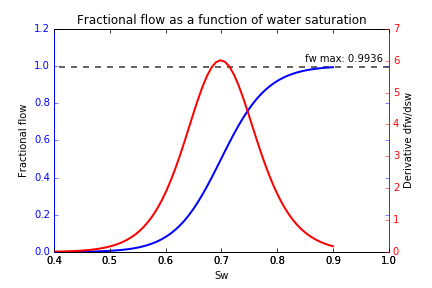 Fractional flow as a function of water saturation
1.2
1.0
0.8
0.6
0.4
0.2
0.0
Fractional flow
fw max: 0.9936
7
6
5
4
3
2
1
0
Derivative dfw/dsw
0.4 0.5 0.6 0.7 0.8 0.9 1.0
Sw